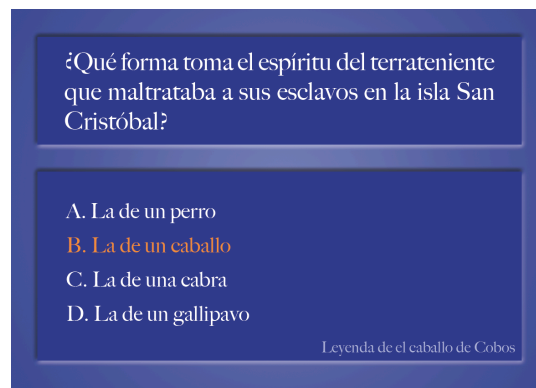 ¿Qué forma toma el espíritu del terrateniente
que maltrataba a sus esclavos en la isla San
Cristóbal?
A. La de un perro
B. La de un caballo
C. La de una cabra
D. La de un gallipavo
Leyenda de el caballo de Cobos